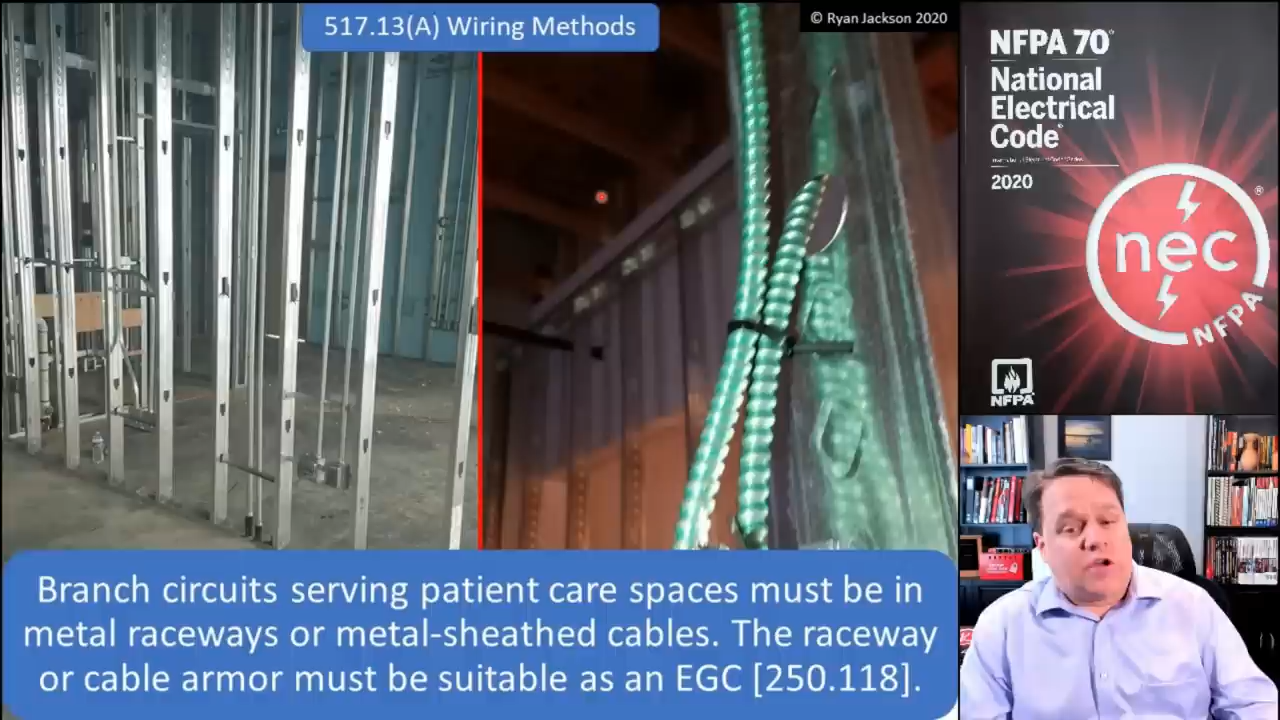 517.13(A) Wiring Methods
© Ryan Jackson 2020
Branch circuits serving patient care spaces must be in
metal raceways or metal-sheathed cables. The raceway
or cable armor must be suitable as an EGC [250.118].
NFPA 70®
National
Electrical
Code®
2020
nec
®
NFPA
NFPA